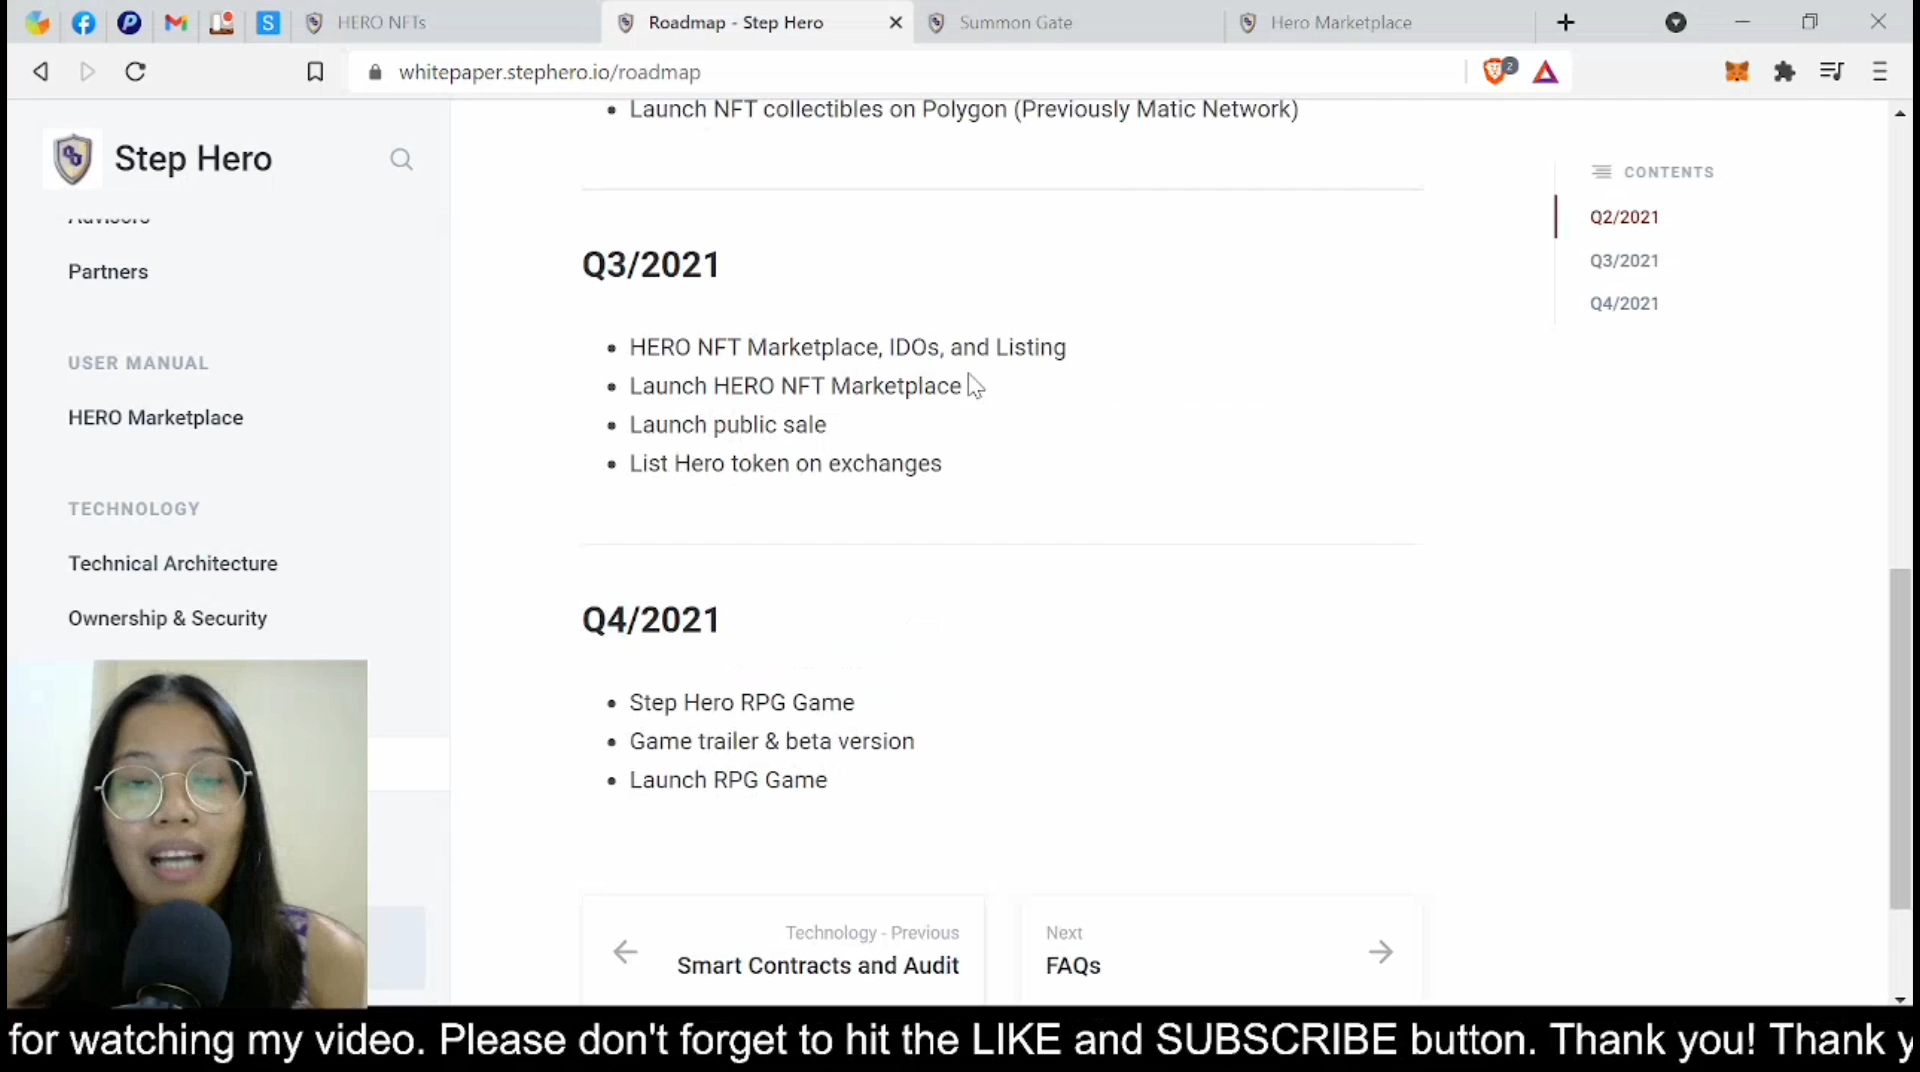 HERO NFTs
Roadmap - Step Hero
Summon Gate
Hero Marketplace
whitepaper.stephero.io/roadmap
2
Step Hero
Advisors
Partners
USER MANUAL
HERO Marketplace
TECHNOLOGY
Technical Architecture
Ownership & Security
Launch NFT collectibles on Polygon (Previously Matic Network)
Q3/2021
HERO NFT Marketplace, IDOs, and Listing
Launch HERO NFT Marketplace
Launch public sale
List Hero token on exchanges
Q4/2021
Step Hero RPG Game
Game trailer & beta version
Launch RPG Game
Technology - Previous
Smart Contracts and Audit
Next
FAQs
CONTENTS
Q2/2021
Q3/2021
Q4/2021
for watching my video. Please don't forget to hit the LIKE and SUBSCRIBE button. Thank you! Thank y